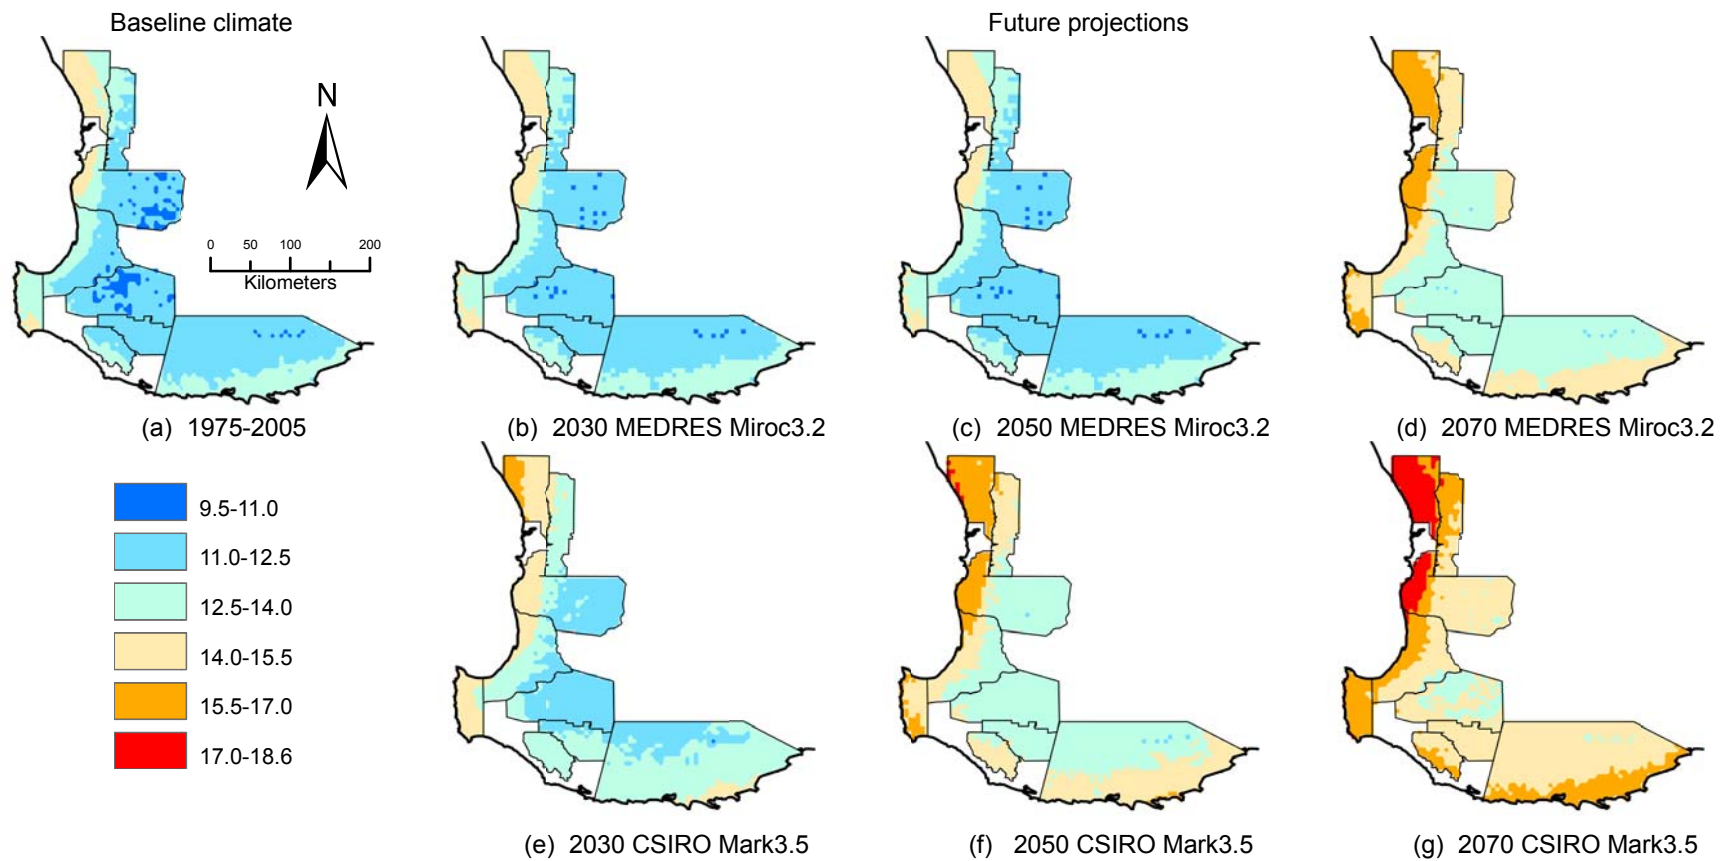 Baseline climate
Future projections
N
0 50 100 200
Kilometers
(a) 1975-2005
(b) 2030 MEDRES Miroc3.2
(c) 2050 MEDRES Miroc3.2
(d) 2070 MEDRES Miroc3.2
9.5-11.0
11.0-12.5
12.5-14.0
14.0-15.5
15.5-17.0
17.0-18.6
(e) 2030 CSIRO Mark3.5
(f) 2050 CSIRO Mark3.5
(g) 2070 CSIRO Mark3.5